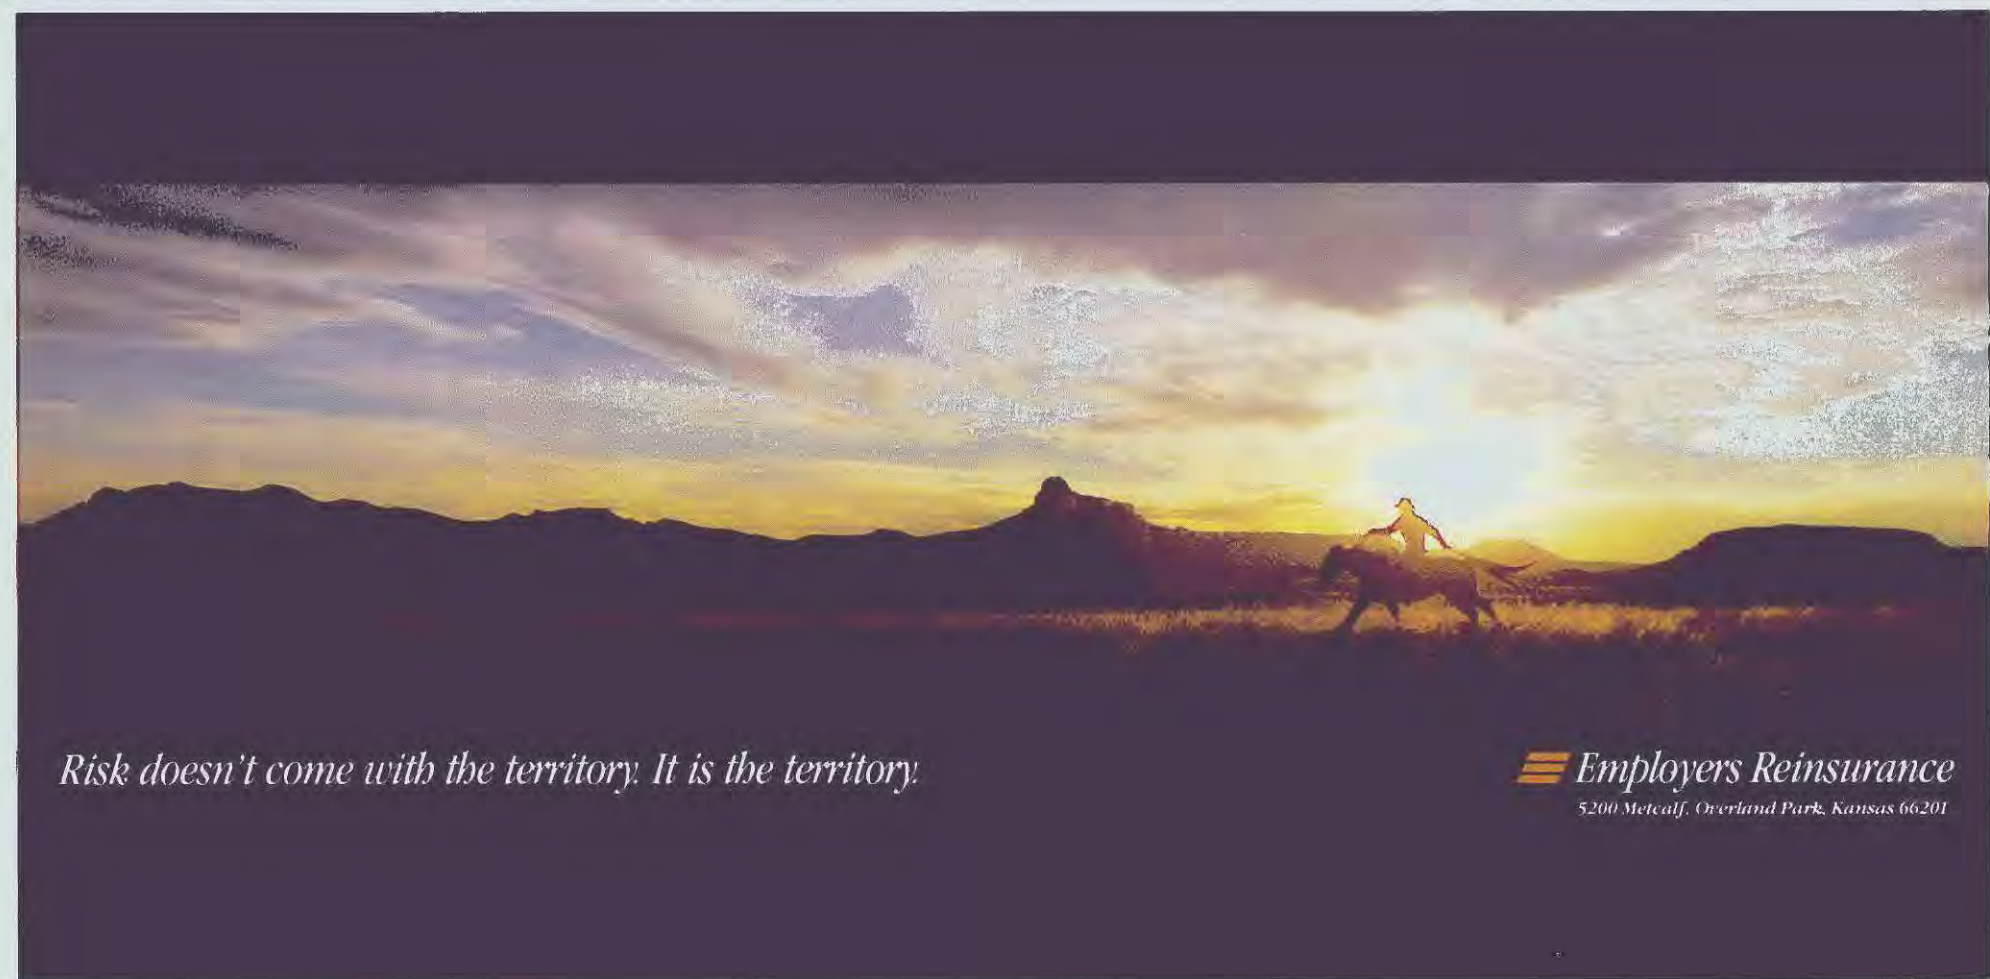 Risk doesn't come with the territory. It is the territory.
Employers Reinsurance
5200 Metcalf, Overland Park, Kansas 66201